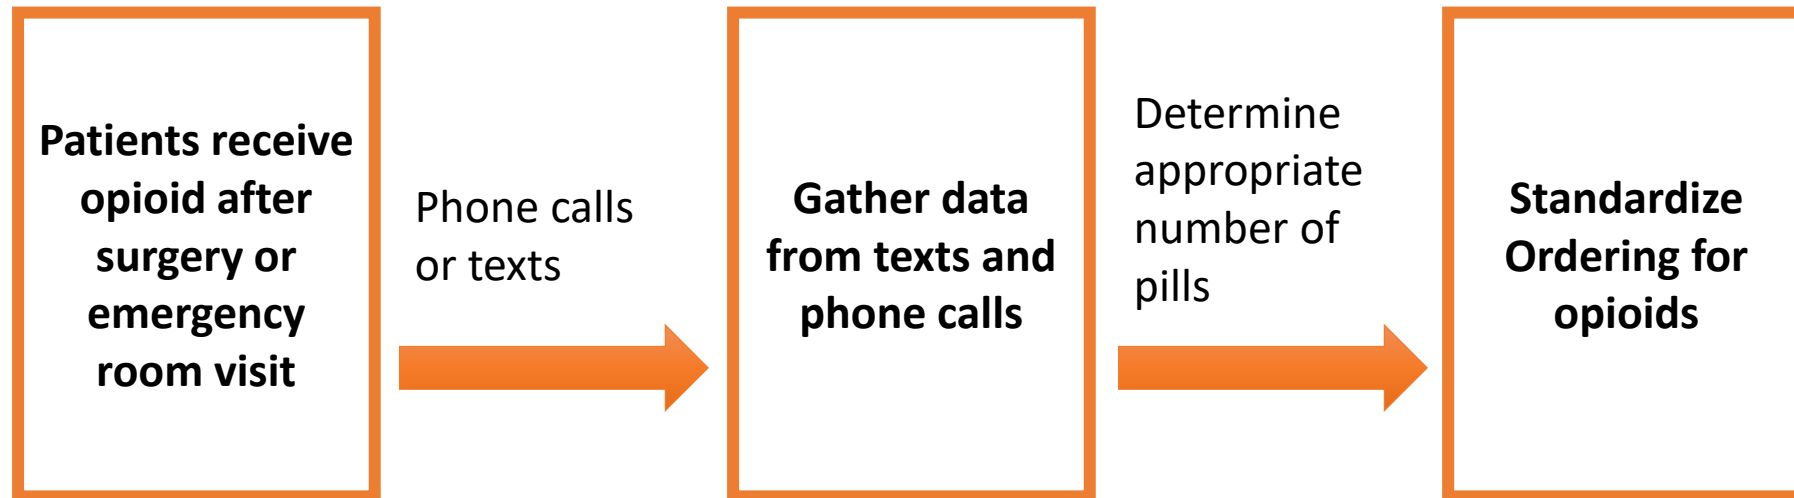 Patients receive
opioid after
surgery or
emergency
room visit
Phone calls
or texts
Gather data
from texts and
phone calls
Determine
appropriate
number of
pills
Standardize
Ordering for
opioids